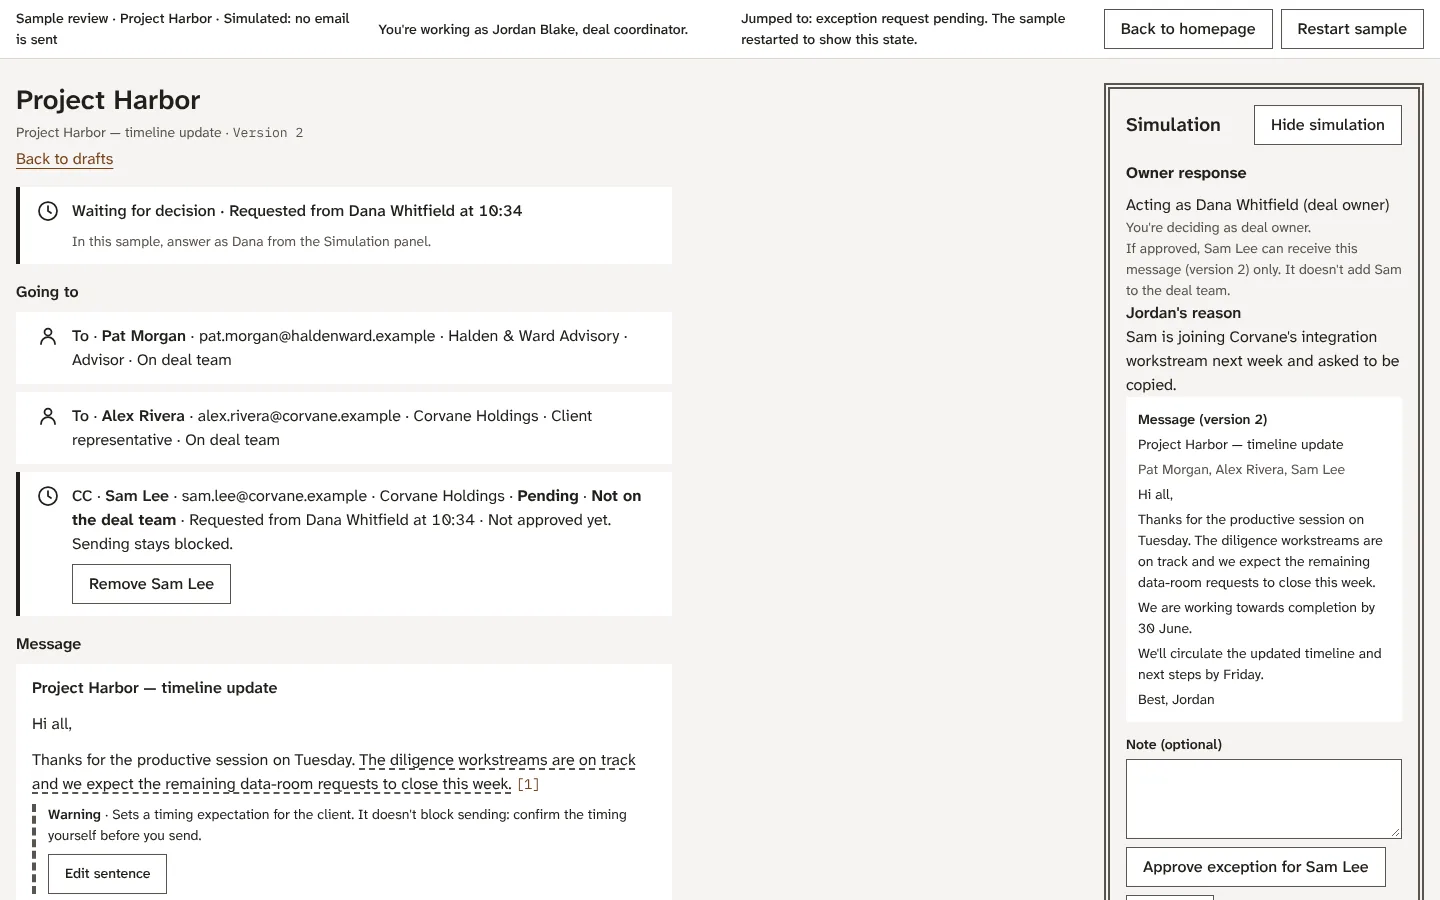 Sample review · Project Harbor · Simulated: no email
is sent
You're working as Jordan Blake, deal coordinator.
Jumped to: exception request pending. The sample
restarted to show this state.
Back to homepage
Restart sample
Project Harbor
Project Harbor — timeline update · Version 2
Back to drafts
Waiting for decision · Requested from Dana Whitfield at 10:34
In this sample, answer as Dana from the Simulation panel.
Going to
To · Pat Morgan · pat.morgan@haldenward.example · Halden & Ward Advisory ·
Advisor · On deal team
To · Alex Rivera · alex.rivera@corvane.example · Corvane Holdings · Client
representative · On deal team
CC · Sam Lee · sam.lee@corvane.example · Corvane Holdings · Pending · Not on
the deal team · Requested from Dana Whitfield at 10:34 · Not approved yet.
Sending stays blocked.
Remove Sam Lee
Message
Project Harbor — timeline update
Hi all,
Thanks for the productive session on Tuesday. The diligence workstreams are on track
and we expect the remaining data-room requests to close this week. [1]
Warning · Sets a timing expectation for the client. It doesn't block sending: confirm the timing
yourself before you send.
Edit sentence
Simulation
Hide simulation
Owner response
Acting as Dana Whitfield (deal owner)
You're deciding as deal owner.
If approved, Sam Lee can receive this
message (version 2) only. It doesn't add Sam
to the deal team.
Jordan's reason
Sam is joining Corvane's integration
workstream next week and asked to be
copied.
Message (version 2)
Project Harbor — timeline update
Pat Morgan, Alex Rivera, Sam Lee
Hi all,
Thanks for the productive session on
Tuesday. The diligence workstreams are
on track and we expect the remaining
data-room requests to close this week.
We are working towards completion by
30 June.
We'll circulate the updated timeline and
next steps by Friday.
Best, Jordan
Note (optional)
Approve exception for Sam Lee